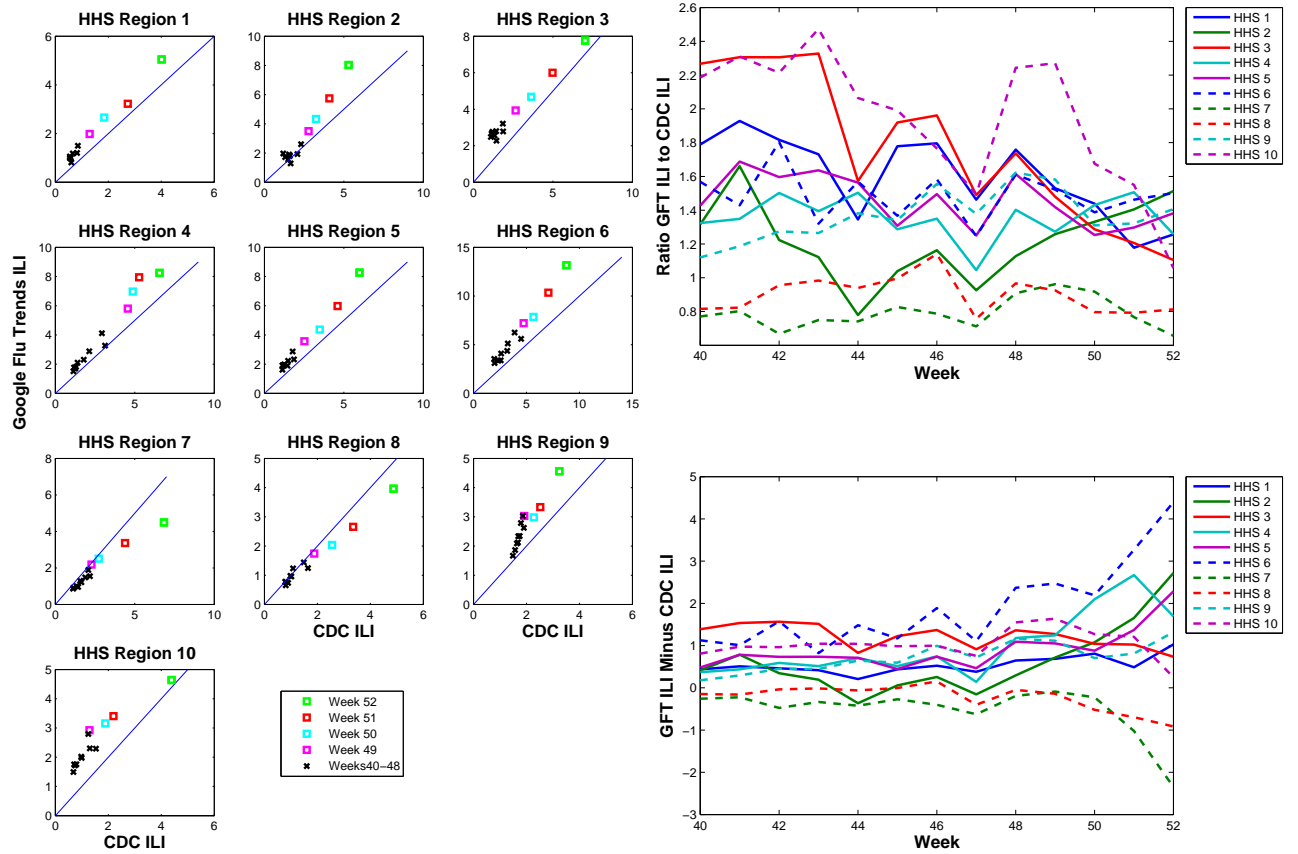 HHS Region 1
HHS Region 2
HHS Region 3
6
4
2
0
0 2 4 6
10
8
6
4
2
0
0 5 10
8
6
4
2
0
0 5 10 15
HHS Region 4
HHS Region 5
HHS Region 6
Google Flu Trends ILI
10
8
6
4
2
0
0 5 10
10
8
6
4
2
0
0 5 10
15
10
5
0
0 5 10 15
HHS Region 7
HHS Region 8
HHS Region 9
8
6
4
2
0
0 2 4 6
5
4
3
2
1
0
0 2 4 6
CDC ILI
5
4
3
2
1
0
0 2 4 6
CDC ILI
HHS Region 10
5
4
3
2
1
0
0 2 4 6
CDC ILI
Week 52
Week 51
Week 50
Week 49
Weeks40−48
Ratio GFT ILI to CDC ILI
2.6
2.4
2.2
2
1.8
1.6
1.4
1.2
1
0.8
40 42 44 46 48 50 52
Week
HHS 1
HHS 2
HHS 3
HHS 4
HHS 5
HHS 6
HHS 7
HHS 8
HHS 9
HHS 10
GFT ILI Minus CDC ILI
5
4
3
2
1
0
−1
−2
−3
40 42 44 46 48 50 52
Week
HHS 1
HHS 2
HHS 3
HHS 4
HHS 5
HHS 6
HHS 7
HHS 8
HHS 9
HHS 10